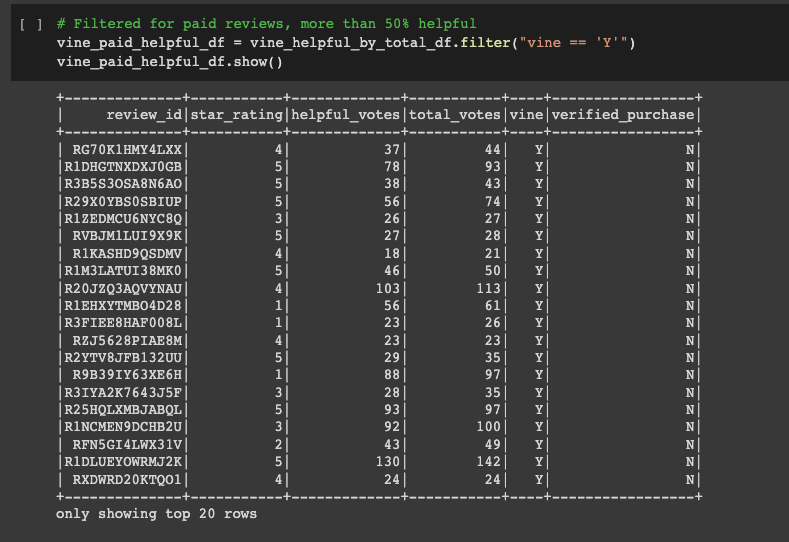 [ ] # Filtered for paid reviews, more than 50% helpful
vine_paid_helpful_df = vine_helpful_by_total_df.filter("vine == 'Y'")
vine_paid_helpful_df.show()
+--------------+-----------+-------------+-----------+----+-----------------+
|     review_id|star_rating|helpful_votes|total_votes|vine|verified_purchase|
+--------------+-----------+-------------+-----------+----+-----------------+
| RG70K1HMY4LXX|          4|           37|         44|   Y|                N|
|R1DHGTNXDXJ0GB|          5|           78|         93|   Y|                N|
|R3B5S3OSA8N6AO|          5|           38|         43|   Y|                N|
|R29X0YBS0SBIUP|          5|           56|         74|   Y|                N|
|R1ZEDMCU6NYC8Q|          3|           26|         27|   Y|                N|
| RVBJM1LUI9X9K|          5|           27|         28|   Y|                N|
| R1KASHD9QSDMV|          4|           18|         21|   Y|                N|
|R1M3LATUI38MK0|          5|           46|         50|   Y|                N|
|R20JZQ3AQVYNAU|          4|          103|        113|   Y|                N|
|R1EHXYTMBO4D28|          1|           56|         61|   Y|                N|
|R3FIEE8HAF008L|          1|           23|         26|   Y|                N|
| RZJ5628PIAE8M|          4|           23|         23|   Y|                N|
|R2YTV8JFB132UU|          5|           29|         35|   Y|                N|
| R9B39IY63XE6H|          1|           88|         97|   Y|                N|
|R3IYA2K7643J5F|          3|           28|         35|   Y|                N|
|R25HQLXMBJABQL|          5|           93|         97|   Y|                N|
|R1NCMEN9DCHB2U|          3|           92|        100|   Y|                N|
| RFN5GI4LWX31V|          2|           43|         49|   Y|                N|
|R1DLUEYOWRMJ2K|          5|          130|        142|   Y|                N|
| RXDWRD20KTQO1|          4|           24|         24|   Y|                N|
+--------------+-----------+-------------+-----------+----+-----------------+
only showing top 20 rows